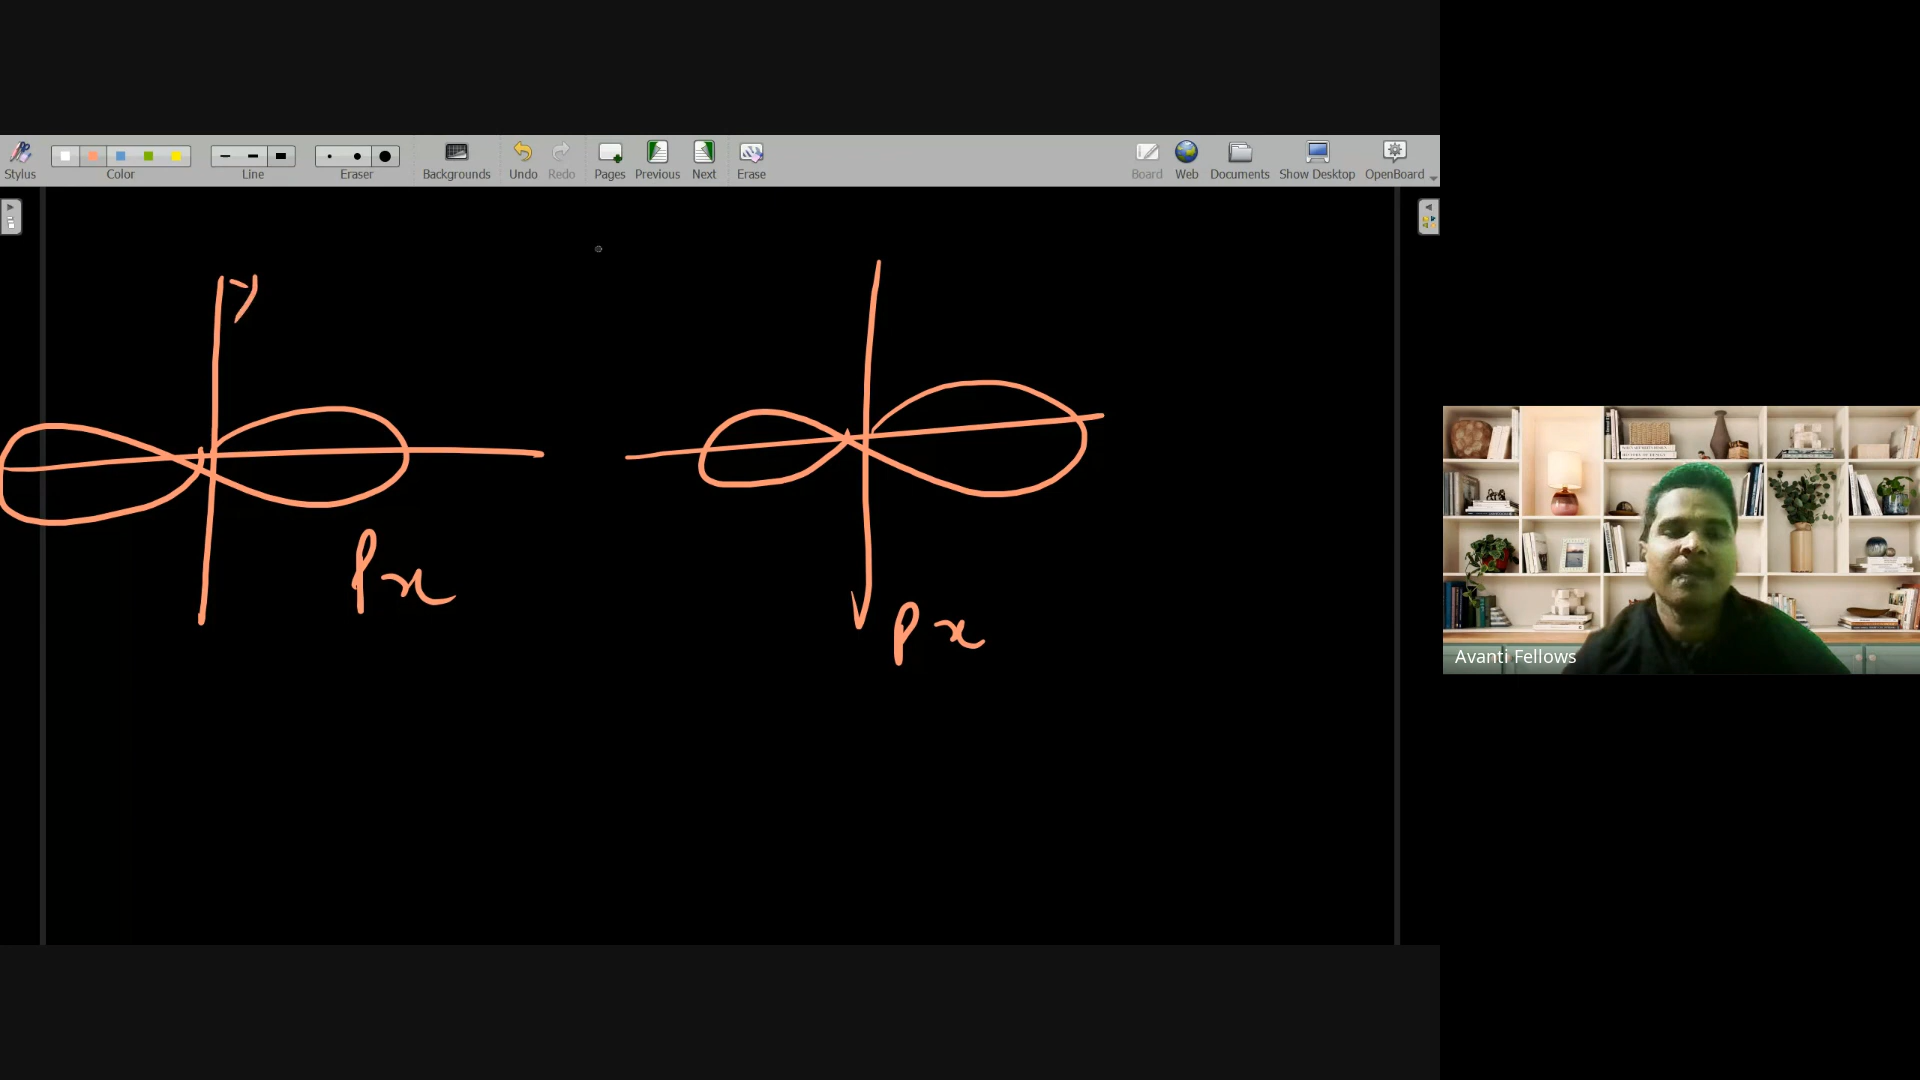 Stylus Color Line Eraser Backgrounds Undo Redo Pages Previous Next Erase Board Web Documents Show Desktop OpenBoard
y
Px
Px
Avanti Fellows